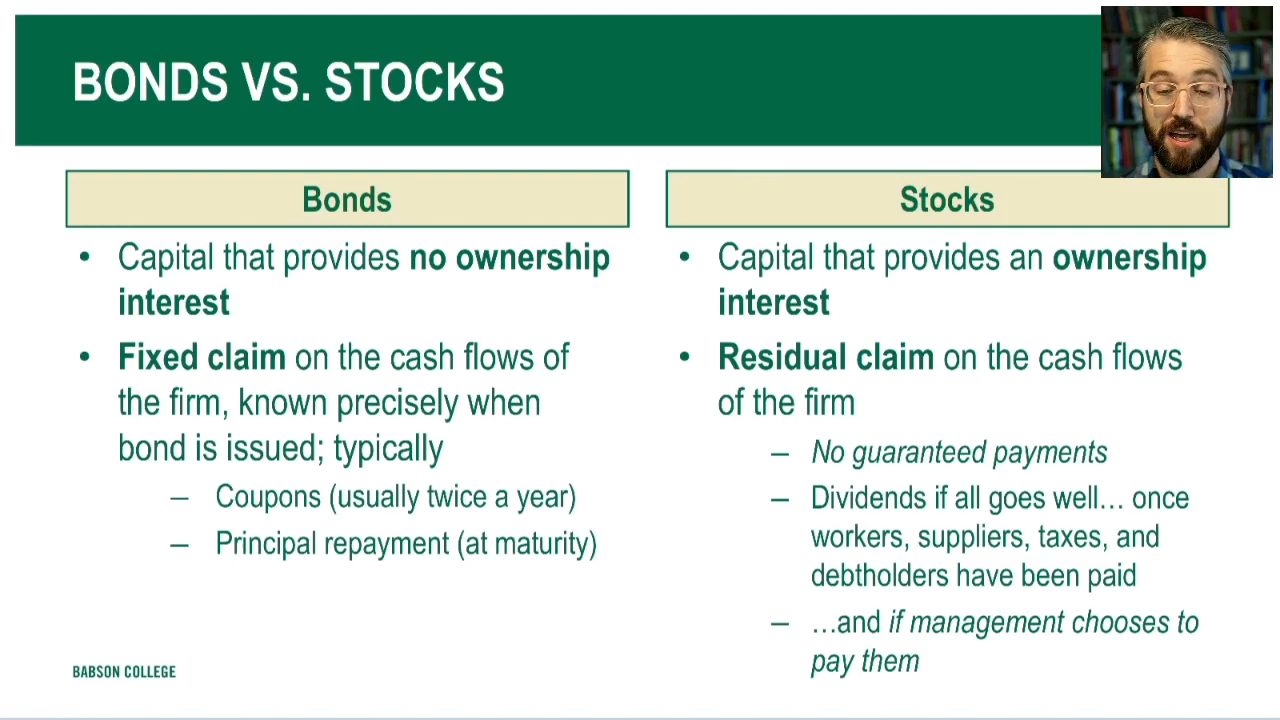 BONDS VS. STOCKS
Bonds
• Capital that provides no ownership
interest
• Fixed claim on the cash flows of
the firm, known precisely when
bond is issued; typically
– Coupons (usually twice a year)
– Principal repayment (at maturity)
Stocks
• Capital that provides an ownership
interest
• Residual claim on the cash flows
of the firm
– No guaranteed payments
– Dividends if all goes well… once
workers, suppliers, taxes, and
debtholders have been paid
– …and if management chooses to
pay them
BABSON COLLEGE